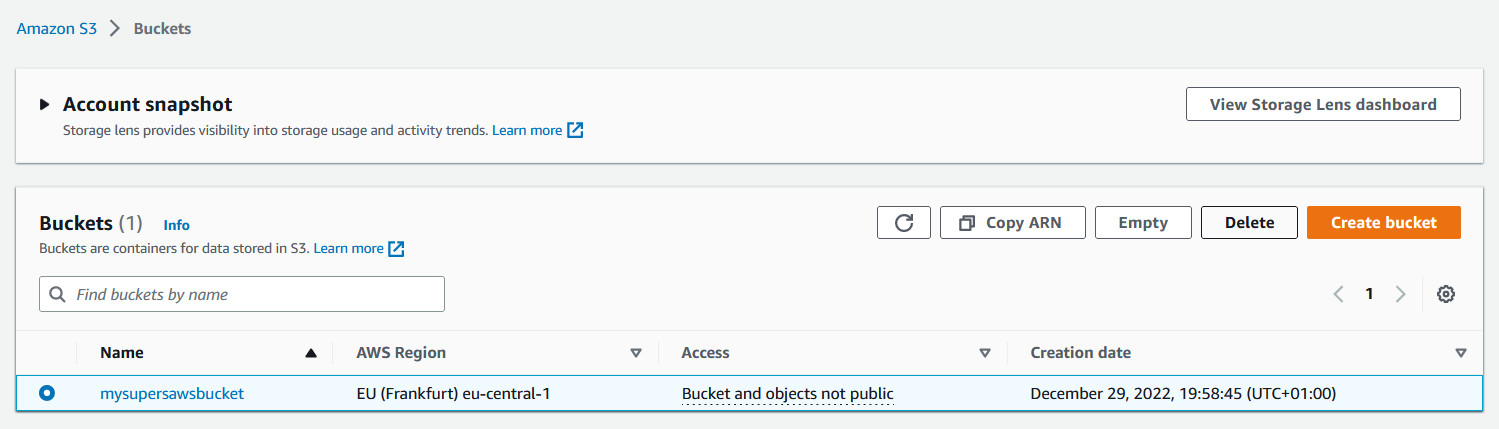 Amazon S3 > Buckets
Account snapshot
View Storage Lens dashboard
Storage lens provides visibility into storage usage and activity trends. Learn more
Buckets (1) Info
Copy ARN Empty Delete Create bucket
Buckets are containers for data stored in S3. Learn more
Find buckets by name
1
Name AWS Region Access Creation date
mysupersawsbucket EU (Frankfurt) eu-central-1 Bucket and objects not public December 29, 2022, 19:58:45 (UTC+01:00)